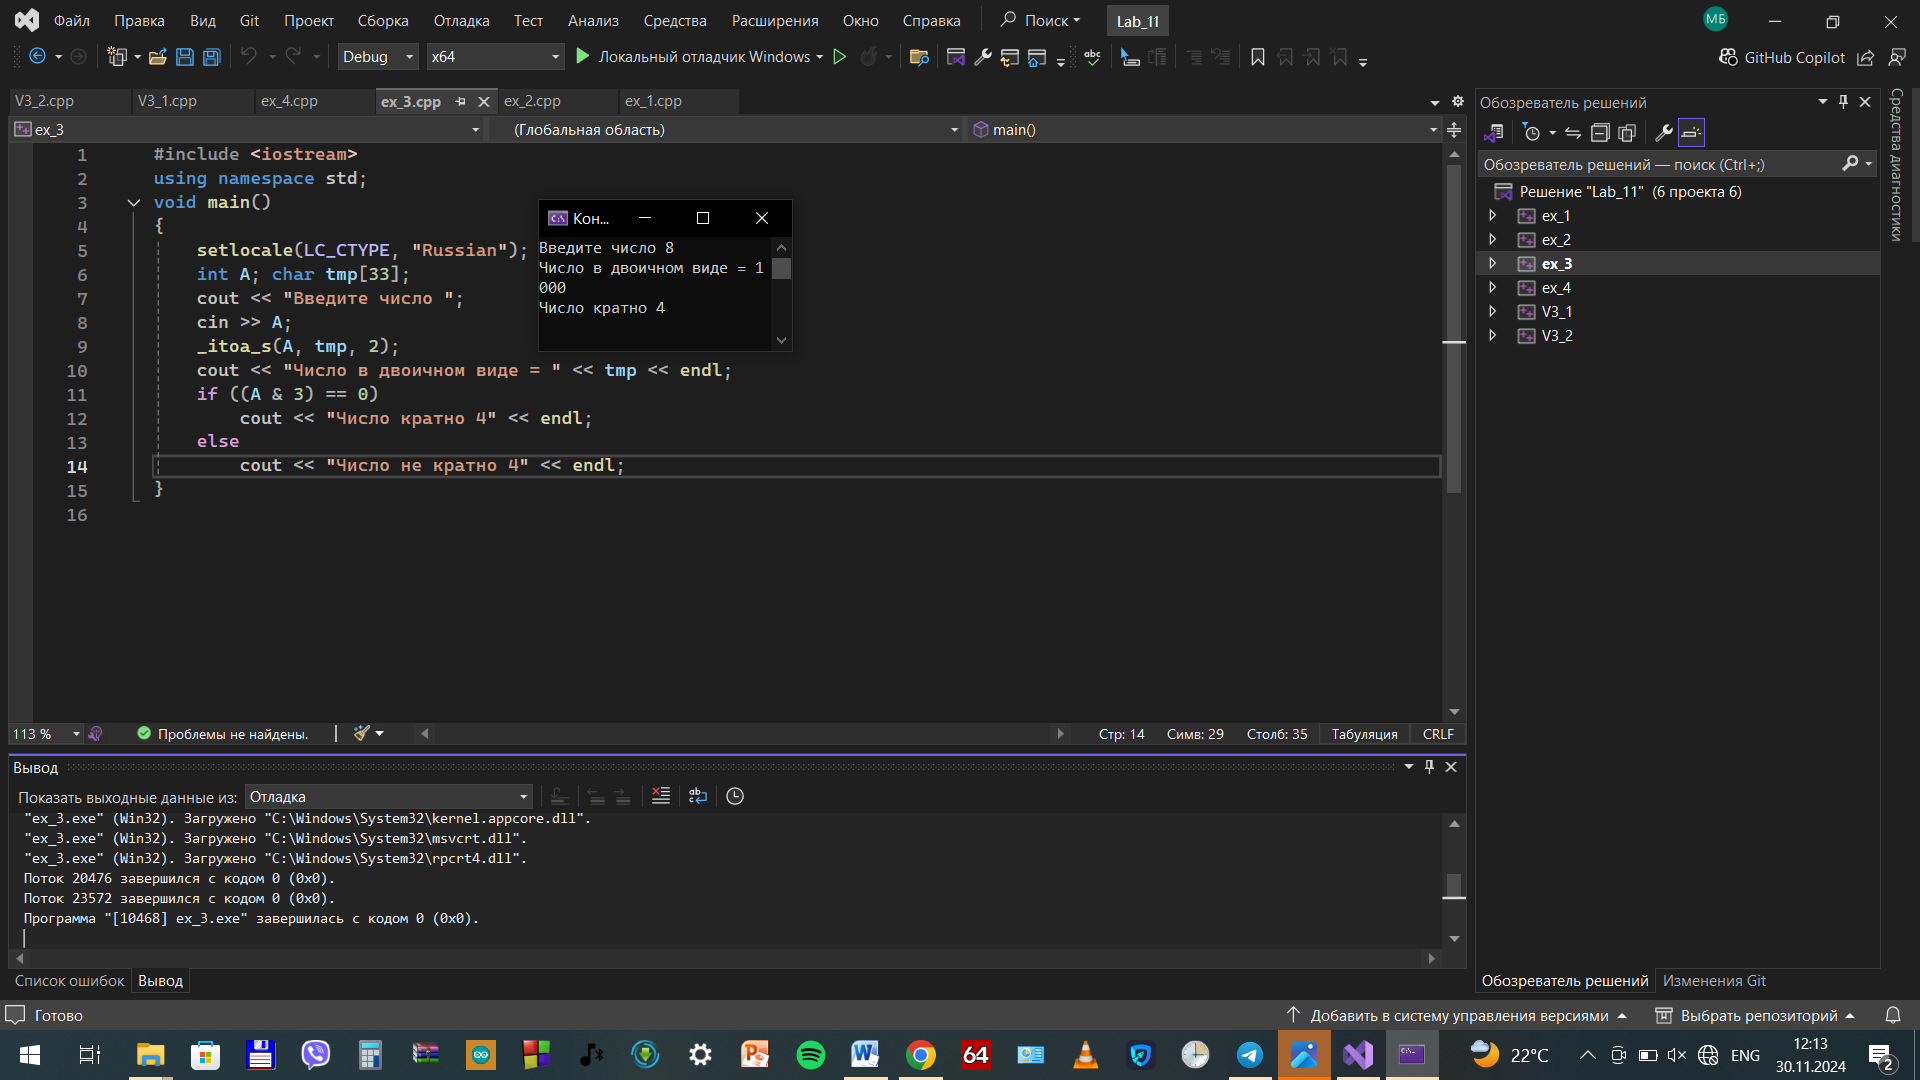 Файл Правка Вид Git Проект Сборка Отладка Тест Анализ Средства Расширения Окно Справка Поиск Lab_11 МБ
Debug x64 Локальный отладчик Windows abc GitHub Copilot
V3_2.cpp V3_1.cpp ex_4.cpp ex_3.cpp ex_2.cpp ex_1.cpp
ex_3 (Глобальная область) main()
1 #include <iostream>
2 using namespace std;
3 void main()
4 {
5 setlocale(LC_CTYPE, "Russian");
6 int A; char tmp[33];
7 cout << "Введите число ";
8 cin >> A;
9 _itoa_s(A, tmp, 2);
10 cout << "Число в двоичном виде = " << tmp << endl;
11 if ((A & 3) == 0)
12 cout << "Число кратно 4" << endl;
13 else
14 cout << "Число не кратно 4" << endl;
15 }
16
Кон...
Введите число 8
Число в двоичном виде = 1
000
Число кратно 4
113 % Проблемы не найдены. Стр: 14 Симв: 29 Столб: 35 Табуляция CRLF
Вывод
Показать выходные данные из: Отладка
"ex_3.exe" (Win32). Загружено "C:\Windows\System32\kernel.appcore.dll".
"ex_3.exe" (Win32). Загружено "C:\Windows\System32\msvcrt.dll".
"ex_3.exe" (Win32). Загружено "C:\Windows\System32\rpcrt4.dll".
Поток 20476 завершился с кодом 0 (0x0).
Поток 23572 завершился с кодом 0 (0x0).
Программа "[10468] ex_3.exe" завершилась с кодом 0 (0x0).
Список ошибок Вывод
Обозреватель решений
Обозреватель решений — поиск (Ctrl+;)
Решение "Lab_11" (6 проекта 6)
ex_1
ex_2
ex_3
ex_4
V3_1
V3_2
Обозреватель решений Изменения Git
Средства диагностики
Готово Добавить в систему управления версиями Выбрать репозиторий
64 22°C ENG 12:13
30.11.2024 2